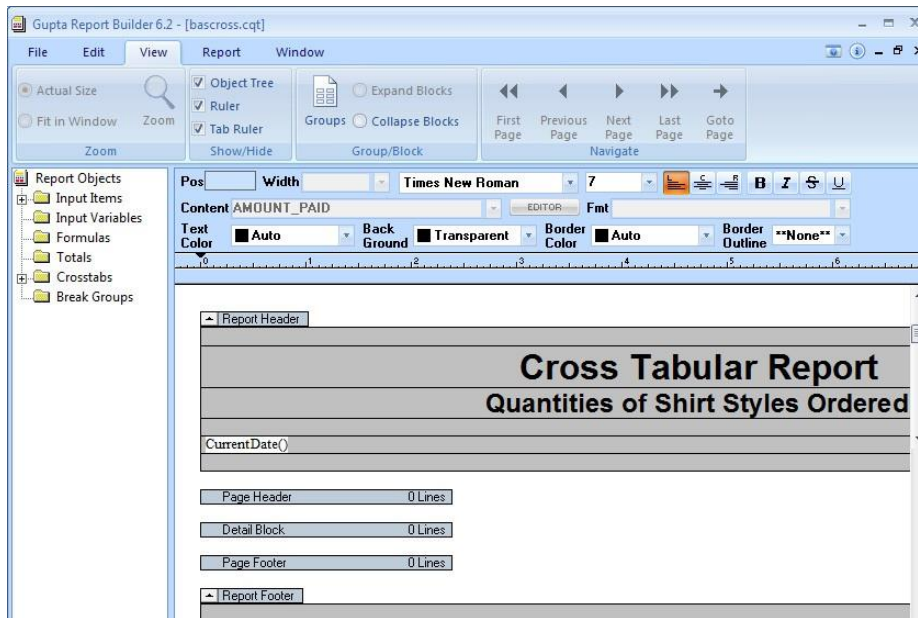 Gupta Report Builder 6.2 - [bascross.cqt]
File Edit View Report Window
Actual Size
Fit in Window
Zoom
Zoom
Object Tree
Ruler
Tab Ruler
Show/Hide
Groups
Expand Blocks
Collapse Blocks
Group/Block
First Page
Previous Page
Next Page
Last Page
Goto Page
Navigate
Report Objects
Input Items
Input Variables
Formulas
Totals
Crosstabs
Break Groups
Pos Width Times New Roman 7 B I S U
Content AMOUNT_PAID EDITOR Fmt
Text Color Auto Back Ground Transparent Border Color Auto Border Outline **None**
0 1 2 3 4 5 6
Report Header
Cross Tabular Report
Quantities of Shirt Styles Ordered
CurrentDate()
Page Header 0 Lines
Detail Block 0 Lines
Page Footer 0 Lines
Report Footer